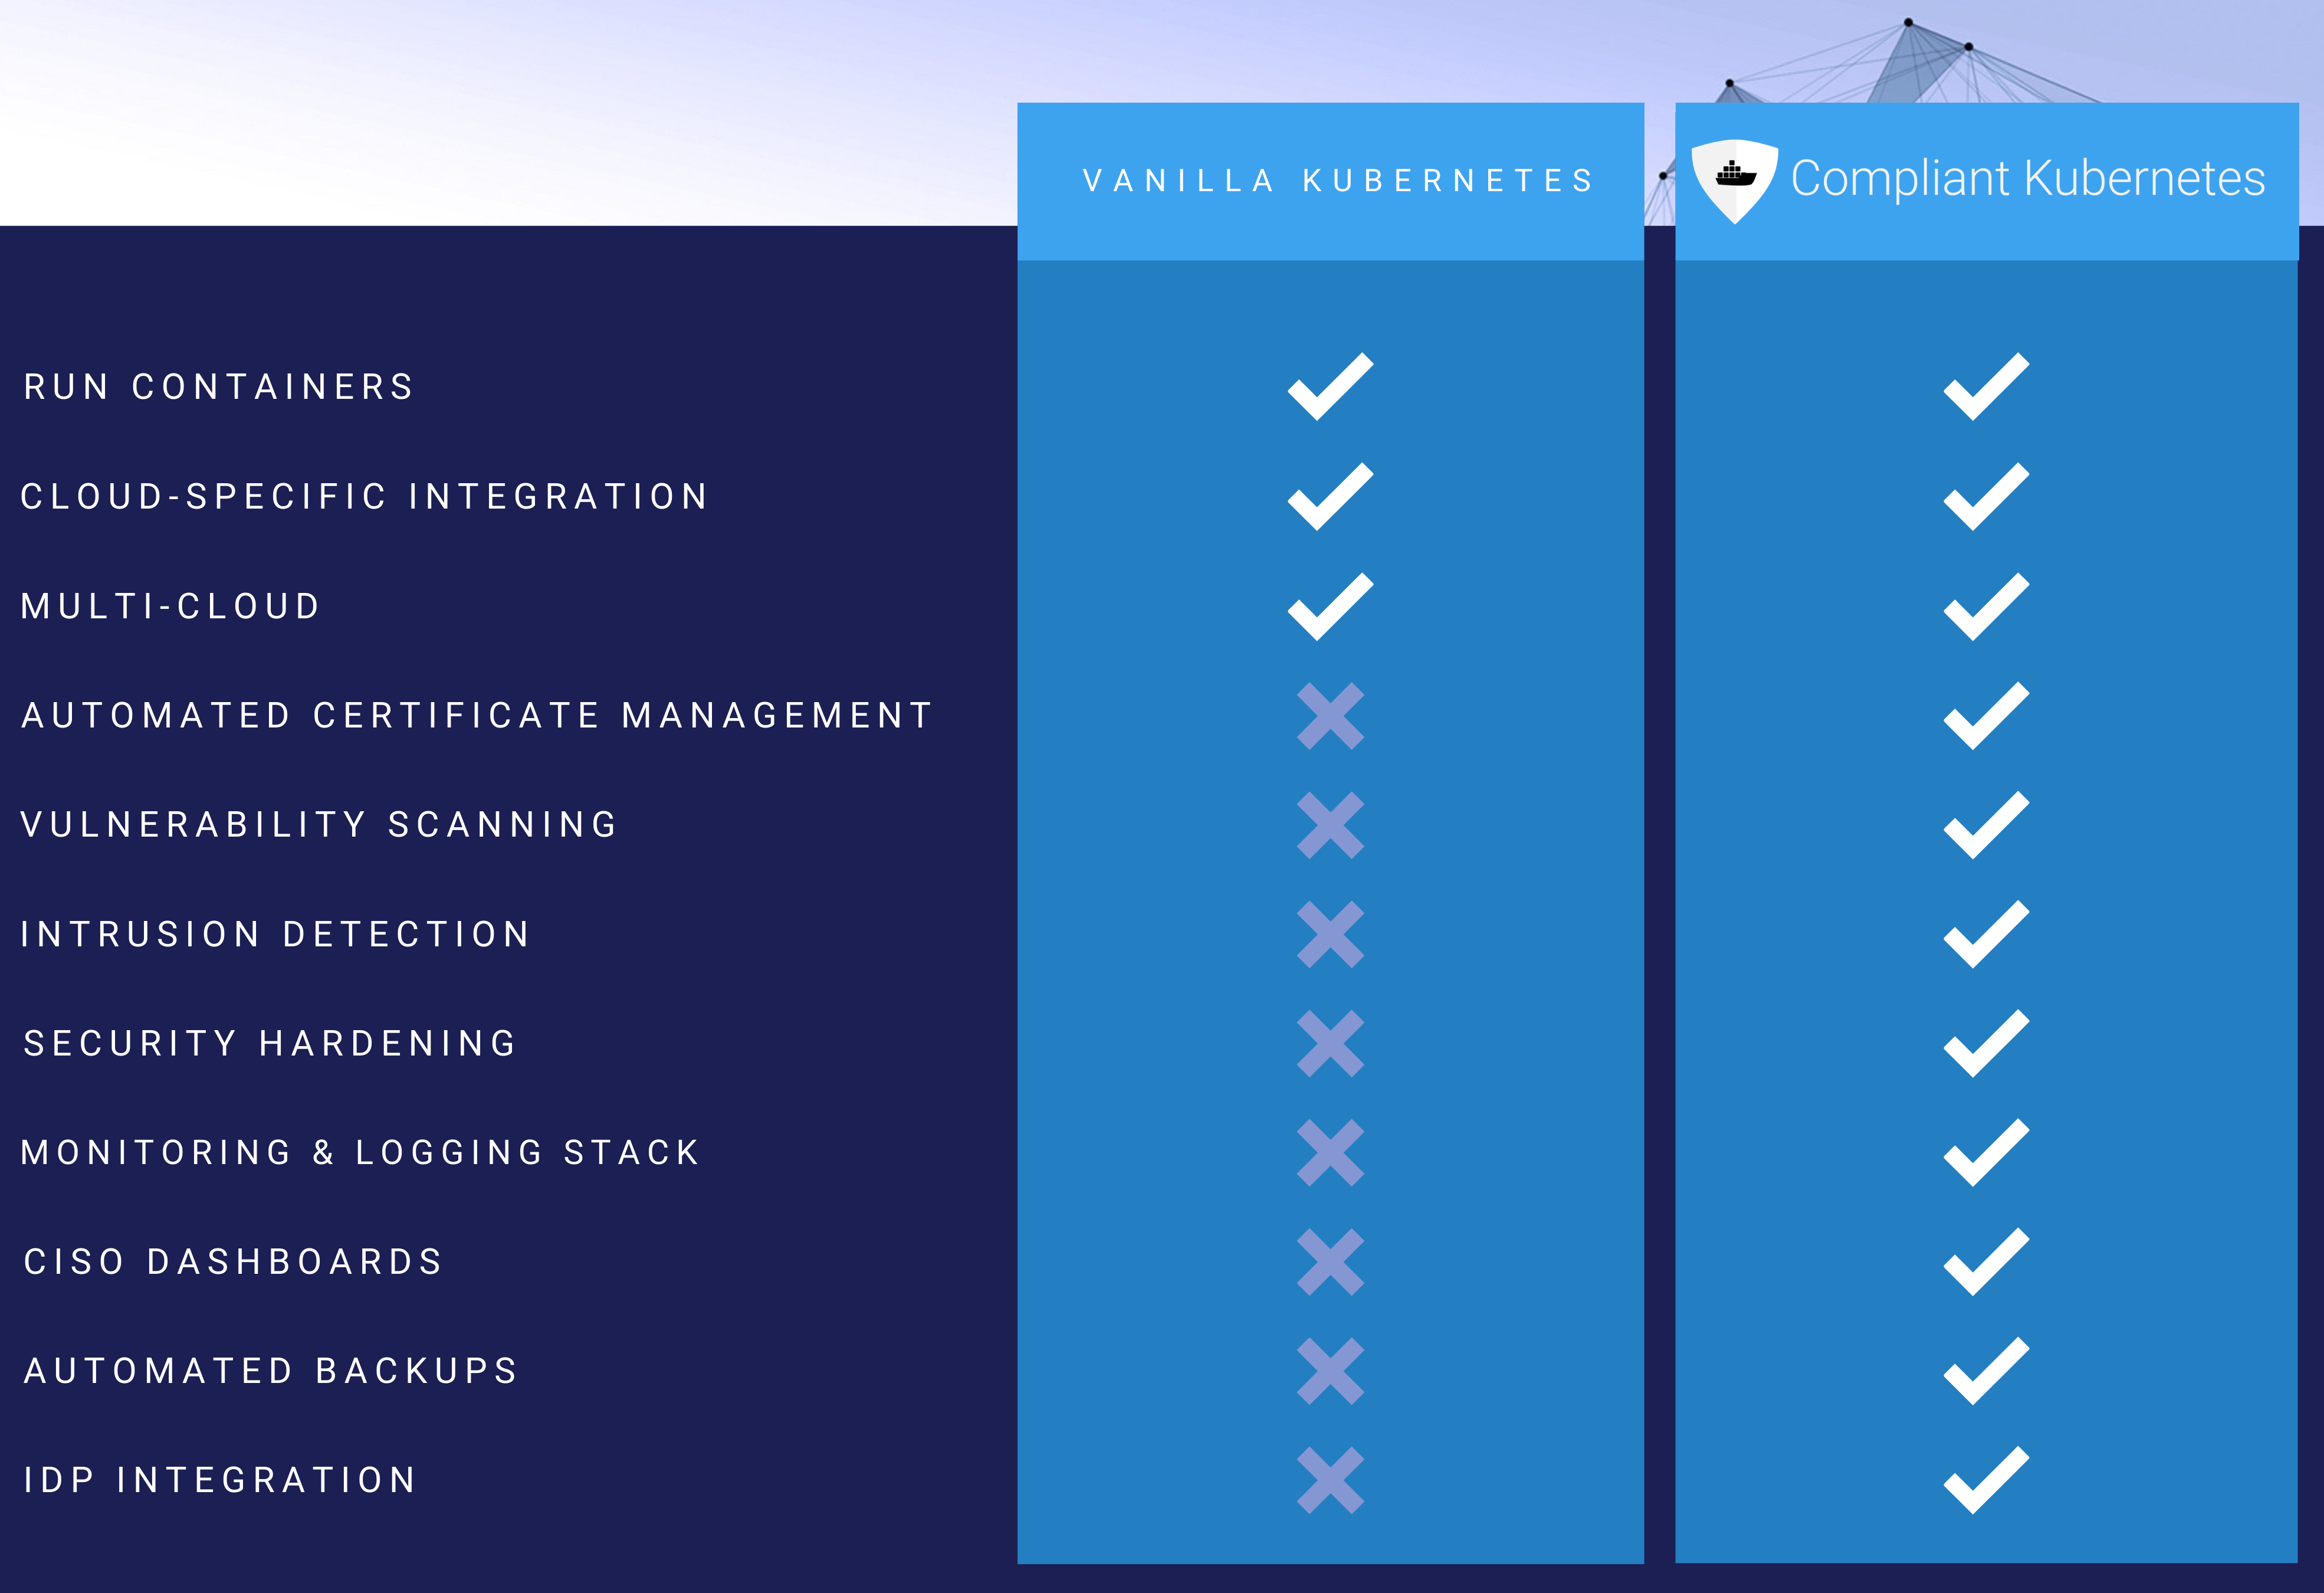 VANILLA KUBERNETES
Compliant Kubernetes
RUN CONTAINERS
CLOUD-SPECIFIC INTEGRATION
MULTI-CLOUD
AUTOMATED CERTIFICATE MANAGEMENT
VULNERABILITY SCANNING
INTRUSION DETECTION
SECURITY HARDENING
MONITORING & LOGGING STACK
CISO DASHBOARDS
AUTOMATED BACKUPS
IDP INTEGRATION